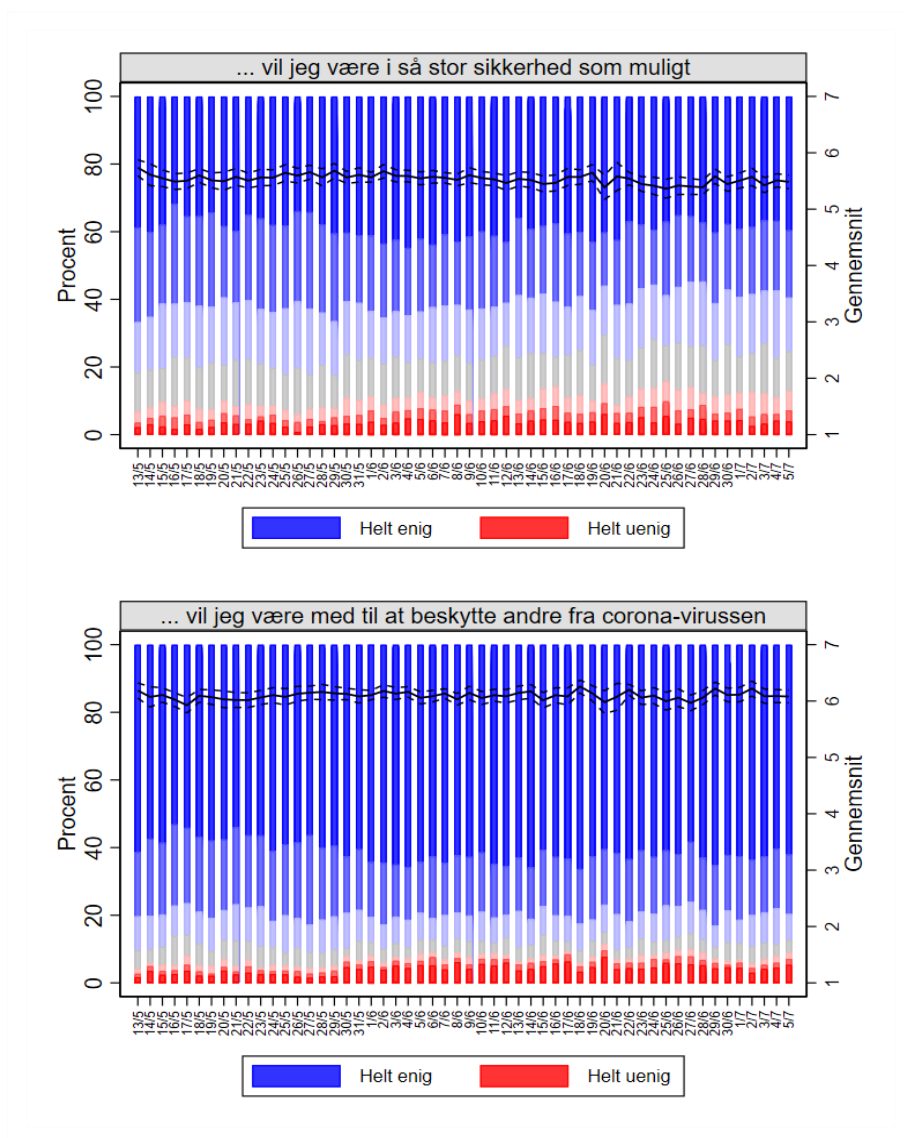 ... vil jeg være i så stor sikkerhed som muligt
100
80
60
40
20
0
Procent
7
6
5
4
3
2
1
Gennemsnit
13/5 14/5 15/5 16/5 17/5 18/5 19/5 20/5 21/5 22/5 23/5 24/5 25/5 26/5 27/5 28/5 29/5 30/5 31/5 1/6 2/6 3/6 4/6 5/6 6/6 7/6 8/6 9/6 10/6 11/6 12/6 13/6 14/6 15/6 16/6 17/6 18/6 19/6 20/6 21/6 22/6 23/6 24/6 25/6 26/6 27/6 28/6 29/6 30/6 1/7 2/7 3/7 4/7 5/7
Helt enig Helt uenig
... vil jeg være med til at beskytte andre fra corona-virussen
100
80
60
40
20
0
Procent
7
6
5
4
3
2
1
Gennemsnit
13/5 14/5 15/5 16/5 17/5 18/5 19/5 20/5 21/5 22/5 23/5 24/5 25/5 26/5 27/5 28/5 29/5 30/5 31/5 1/6 2/6 3/6 4/6 5/6 6/6 7/6 8/6 9/6 10/6 11/6 12/6 13/6 14/6 15/6 16/6 17/6 18/6 19/6 20/6 21/6 22/6 23/6 24/6 25/6 26/6 27/6 28/6 29/6 30/6 1/7 2/7 3/7 4/7 5/7
Helt enig Helt uenig